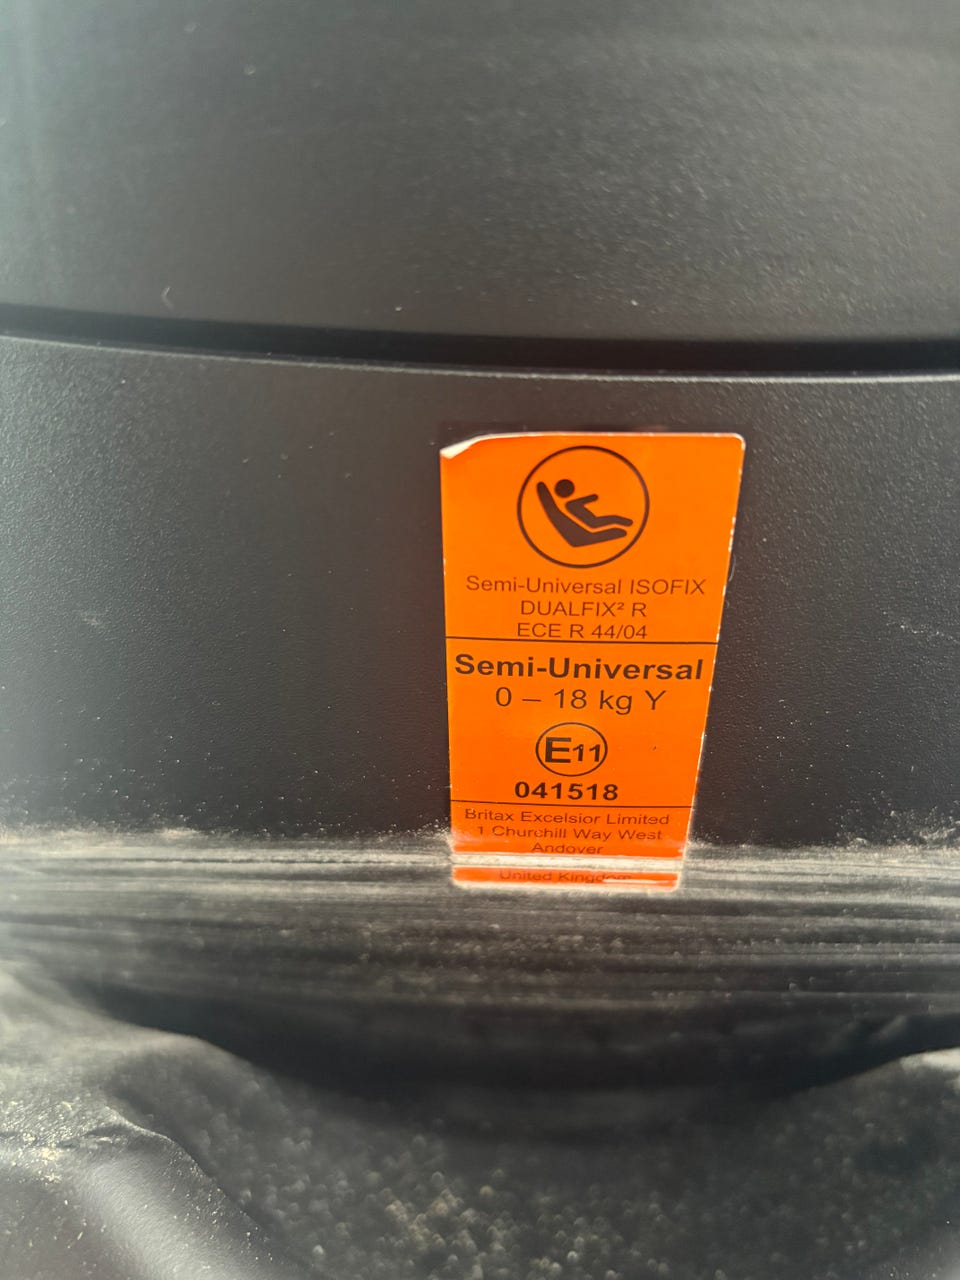 Semi-Universal ISOFIX
DUALFIX² R
ECE R 44/04
Semi-Universal
0 – 18 kg Y
E11
041518
Britax Excelsior Limited
1 Churchill Way West
Andover
United Kingdom